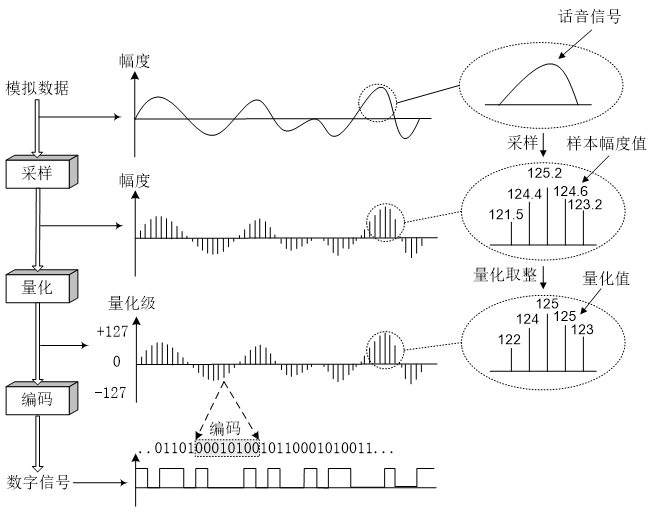 模拟数据
采样
量化
编码
数字信号
幅度
话音信号
采样
样本幅度值
幅度
121.5
124.4
125.2
124.6
123.2
量化取整
量化值
量化级
+127
0
-127
122
124
125
125
123
编码
..011010001010010110001010011...